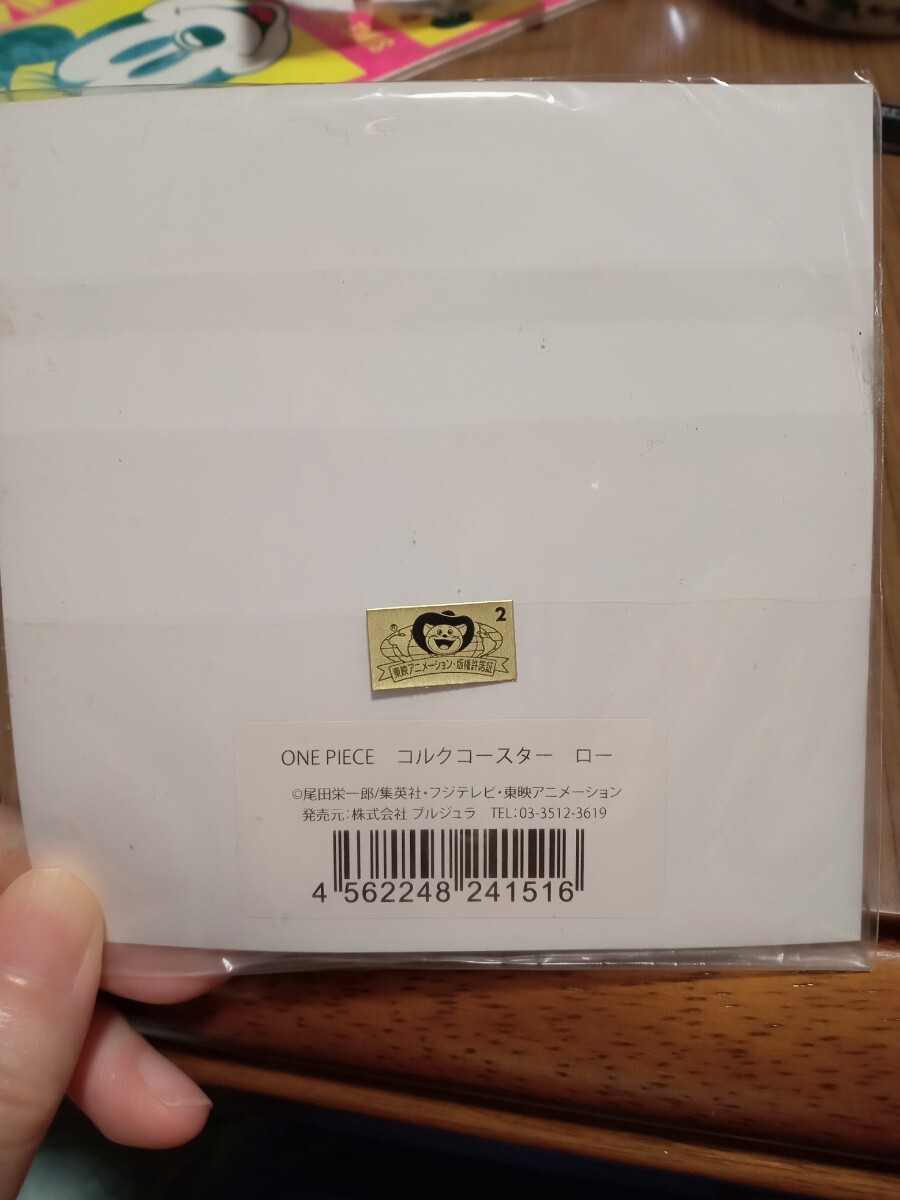 2
®
東映アニメーション・版権許諾証
ONE PIECE　コルクコースター　ロー
©尾田栄一郎/集英社・フジテレビ・東映アニメーション
発売元:株式会社 ブルジュラ　TEL:03-3512-3619
4 562248 241516